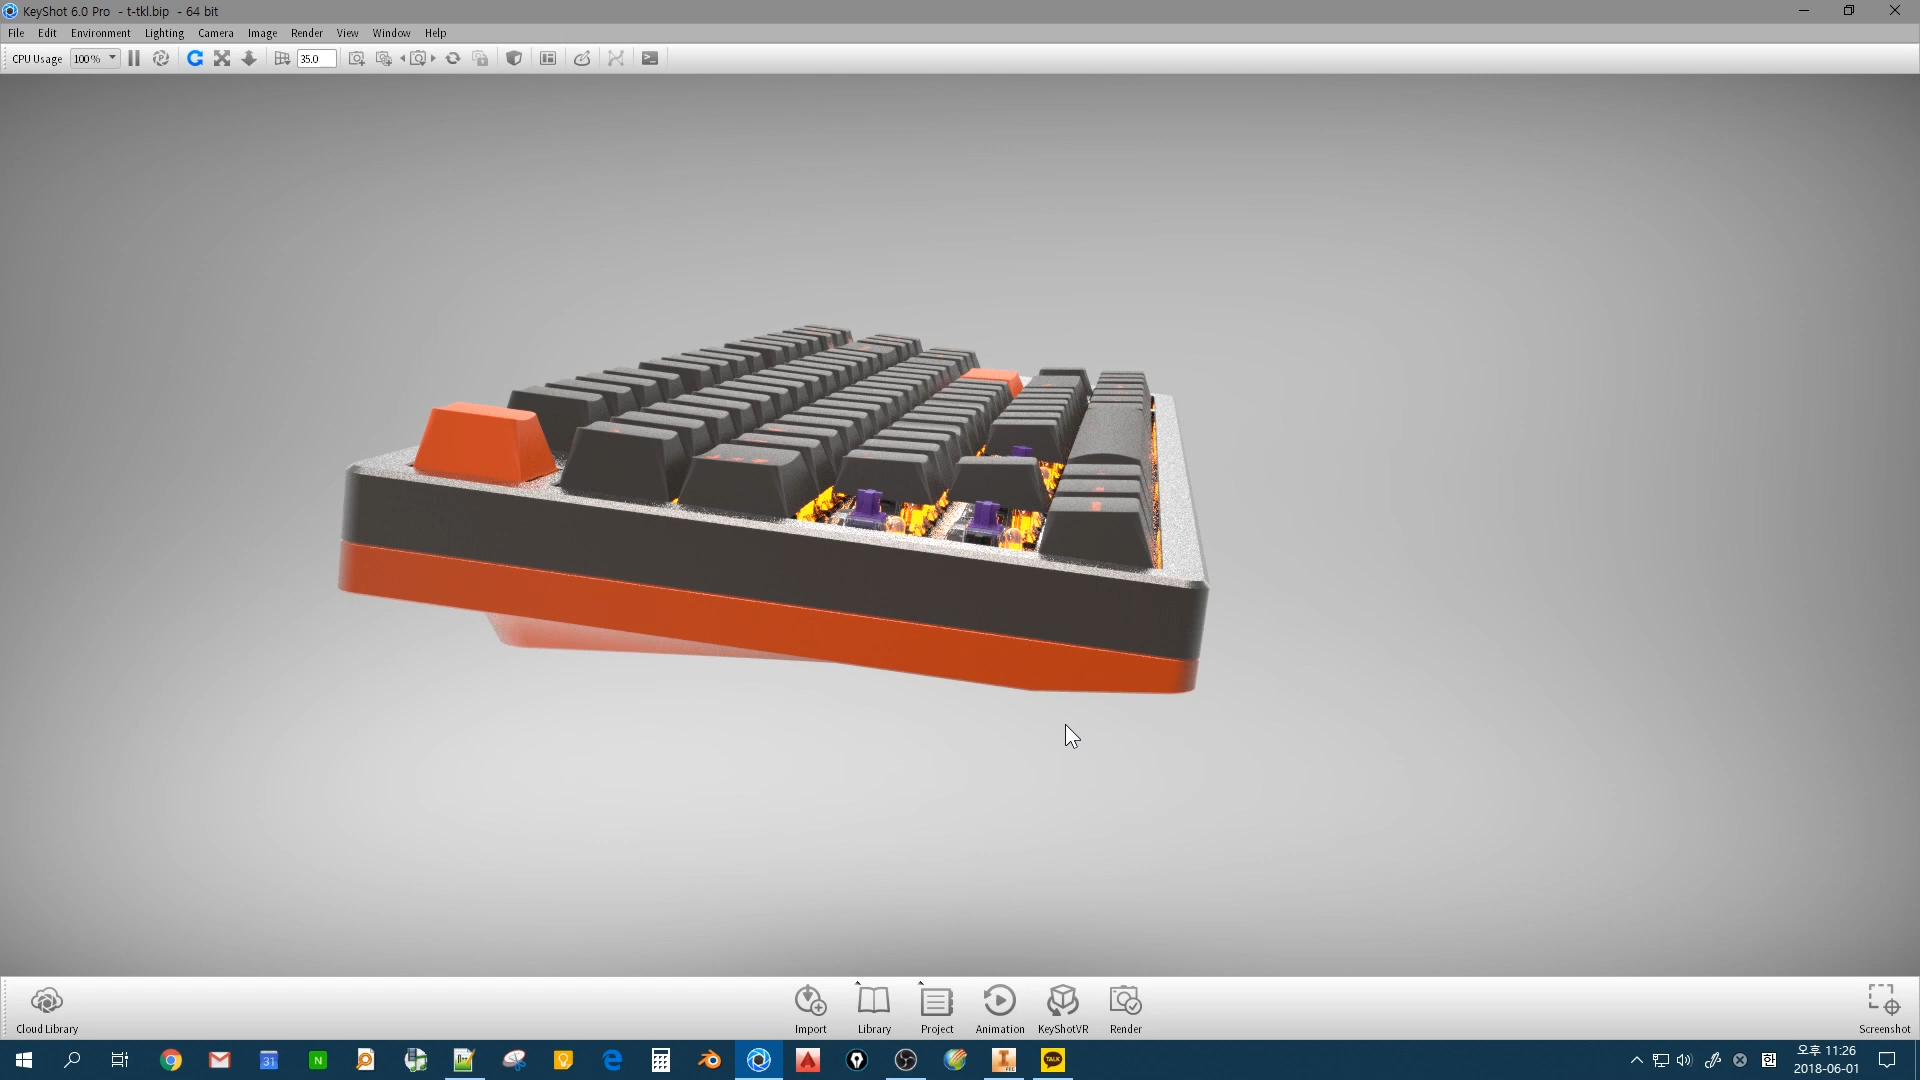 KeyShot 6.0 Pro - t-tkl.bip - 64 bit
File Edit Environment Lighting Camera Image Render View Window Help
CPU Usage 100% 35.0
Cloud Library Import Library Project Animation KeyShotVR Render Screenshot
31 N TALK 오후 11:26
2018-06-01